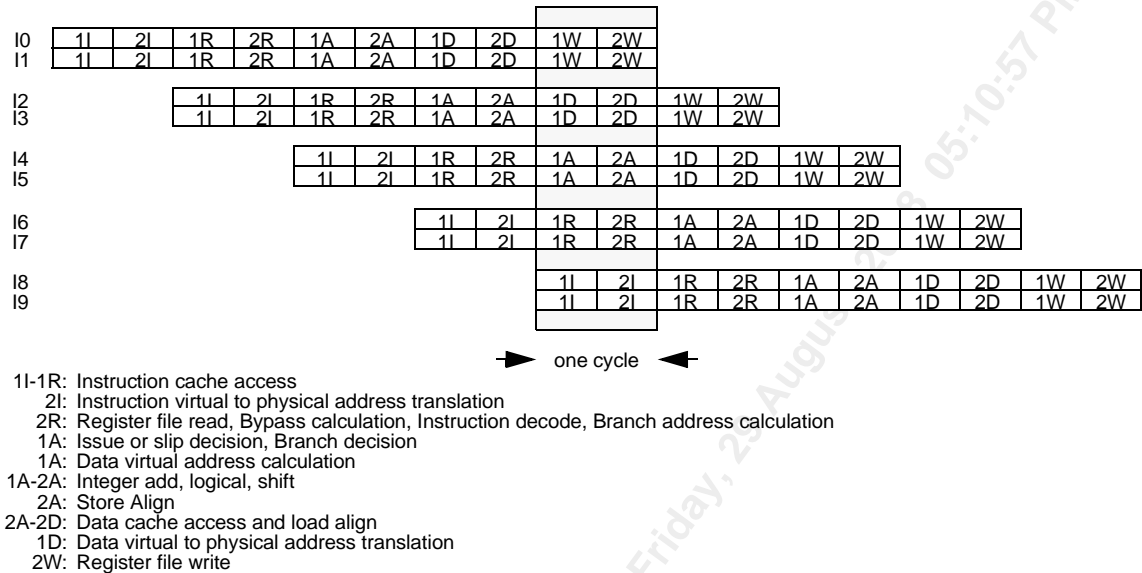 I0 1I 2I 1R 2R 1A 2A 1D 2D 1W 2W
I1 1I 2I 1R 2R 1A 2A 1D 2D 1W 2W
I2 1I 2I 1R 2R 1A 2A 1D 2D 1W 2W
I3 1I 2I 1R 2R 1A 2A 1D 2D 1W 2W
I4 1I 2I 1R 2R 1A 2A 1D 2D 1W 2W
I5 1I 2I 1R 2R 1A 2A 1D 2D 1W 2W
I6 1I 2I 1R 2R 1A 2A 1D 2D 1W 2W
I7 1I 2I 1R 2R 1A 2A 1D 2D 1W 2W
I8 1I 2I 1R 2R 1A 2A 1D 2D 1W 2W
I9 1I 2I 1R 2R 1A 2A 1D 2D 1W 2W
one cycle
1I-1R: Instruction cache access
2I: Instruction virtual to physical address translation
2R: Register file read, Bypass calculation, Instruction decode, Branch address calculation
1A: Issue or slip decision, Branch decision
1A: Data virtual address calculation
1A-2A: Integer add, logical, shift
2A: Store Align
2A-2D: Data cache access and load align
1D: Data virtual to physical address translation
2W: Register file write
Friday, 29 August, 05:10:57